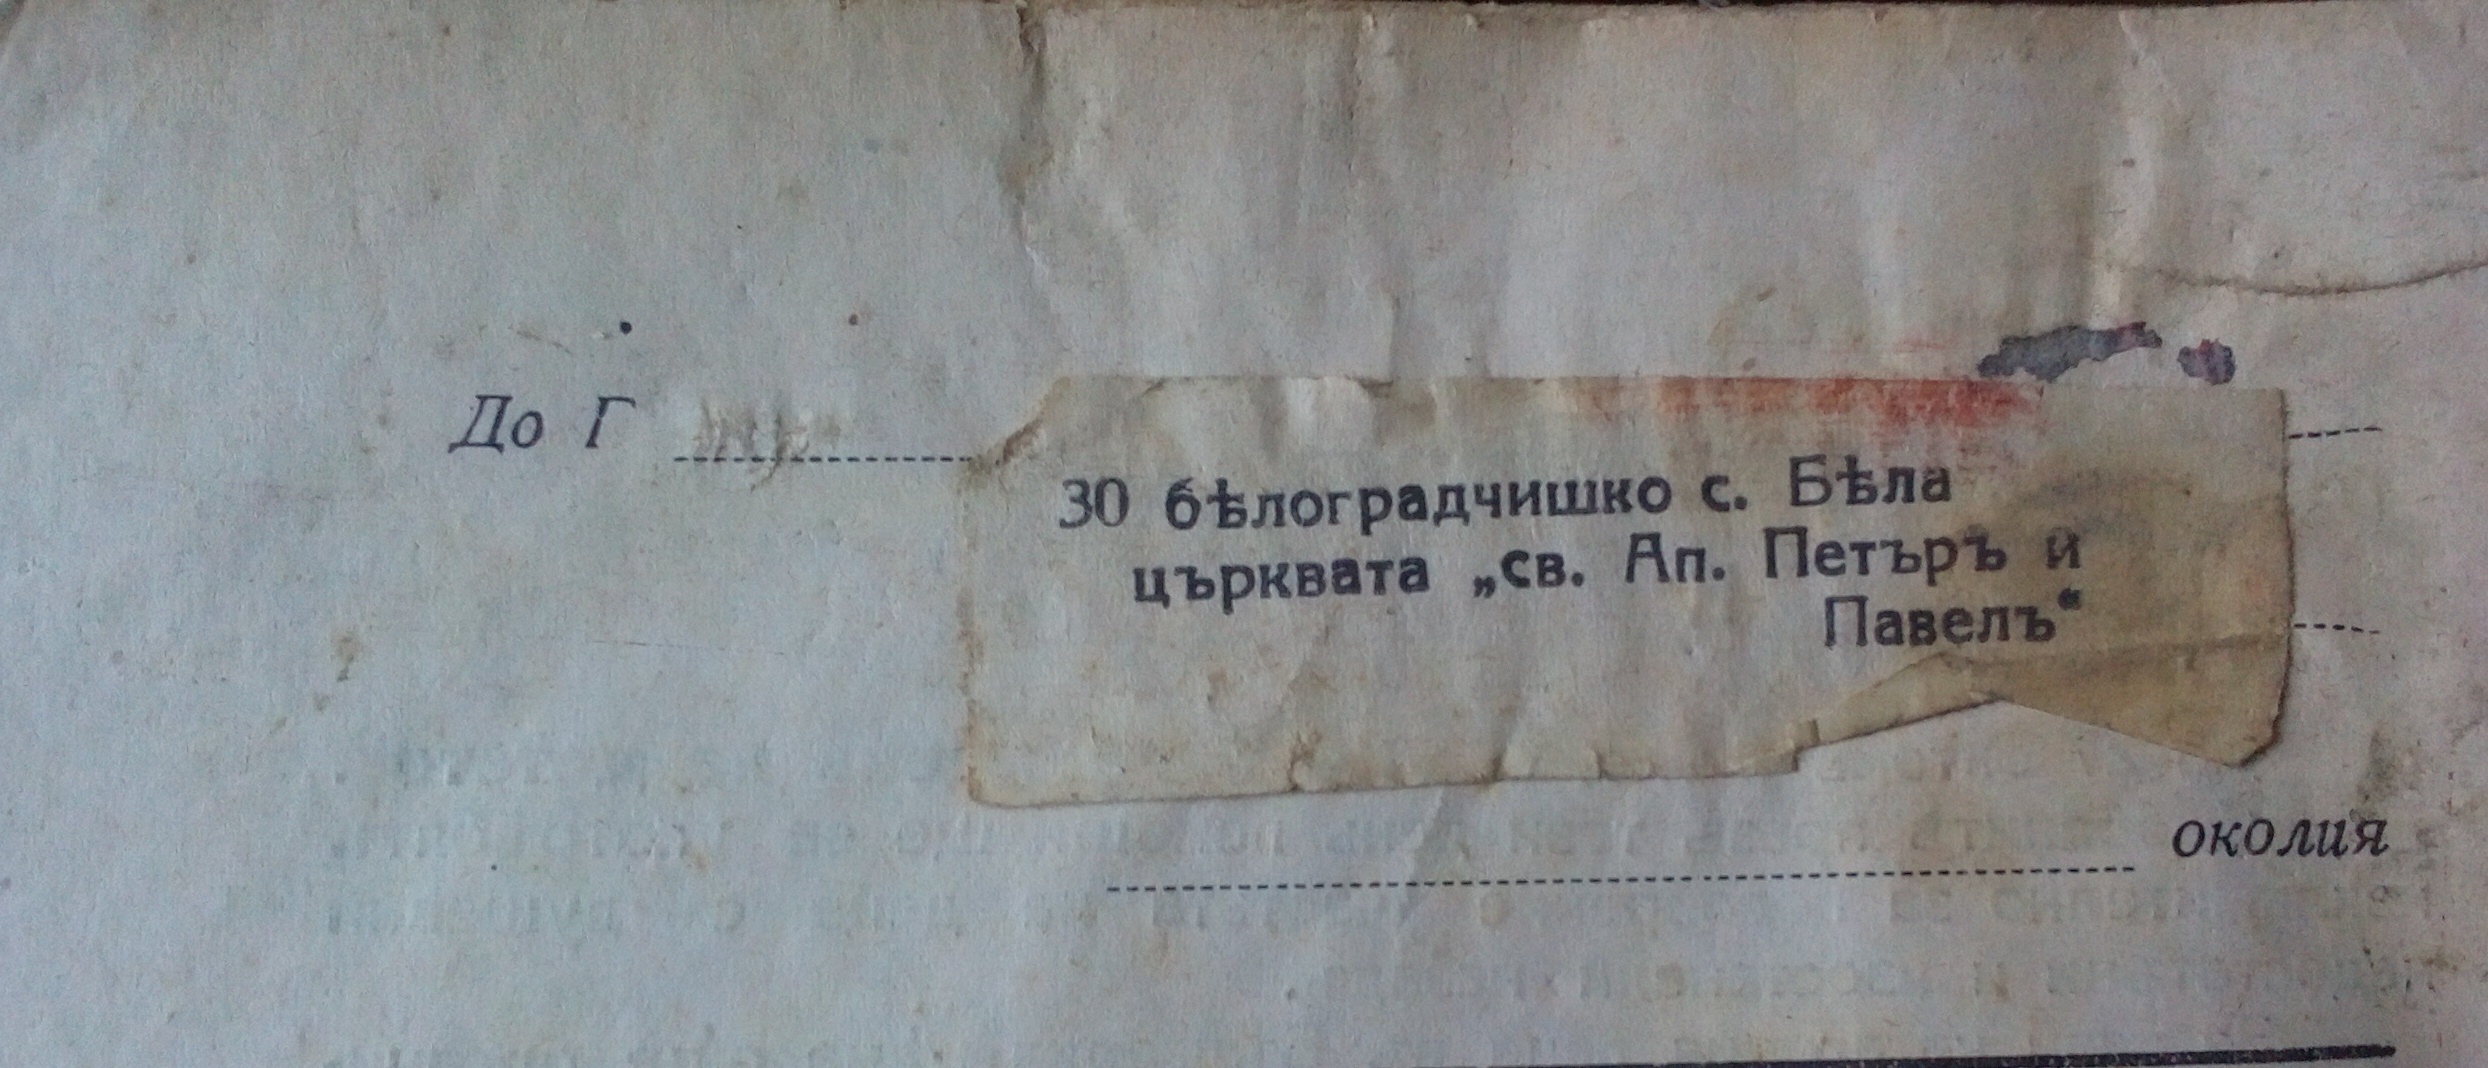 До Г
30 бѣлоградчишко с. Бѣла
църквата „св. Ап. Петъръ и
Павелъ“
околия